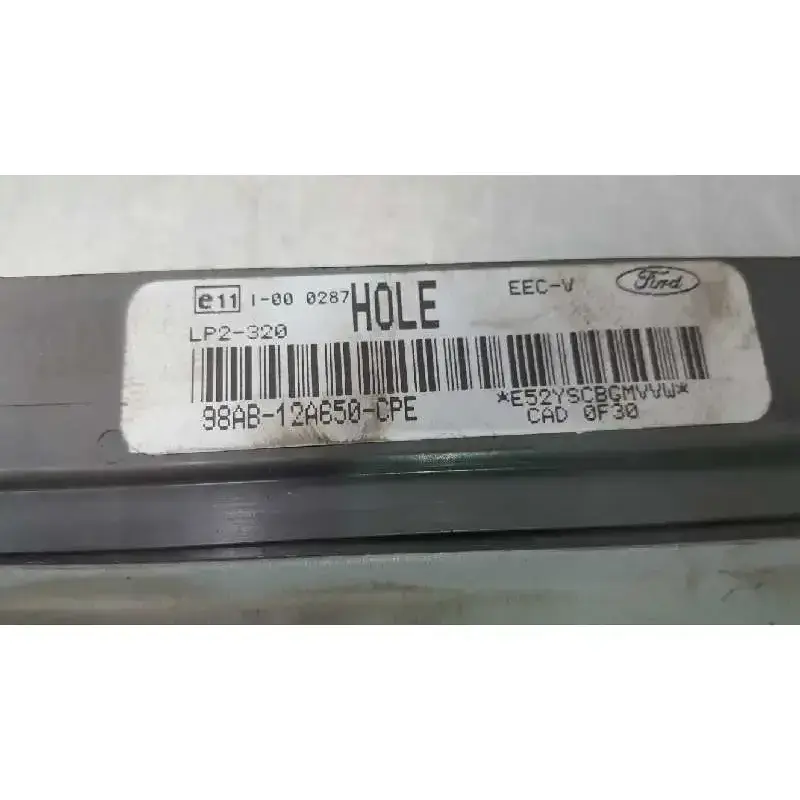 e11 I-00 0287 HOLE EEC-V Ford
LP2-320
98AB-12A650-CPE *E52YSCBGMVVW*
CAD 0F30